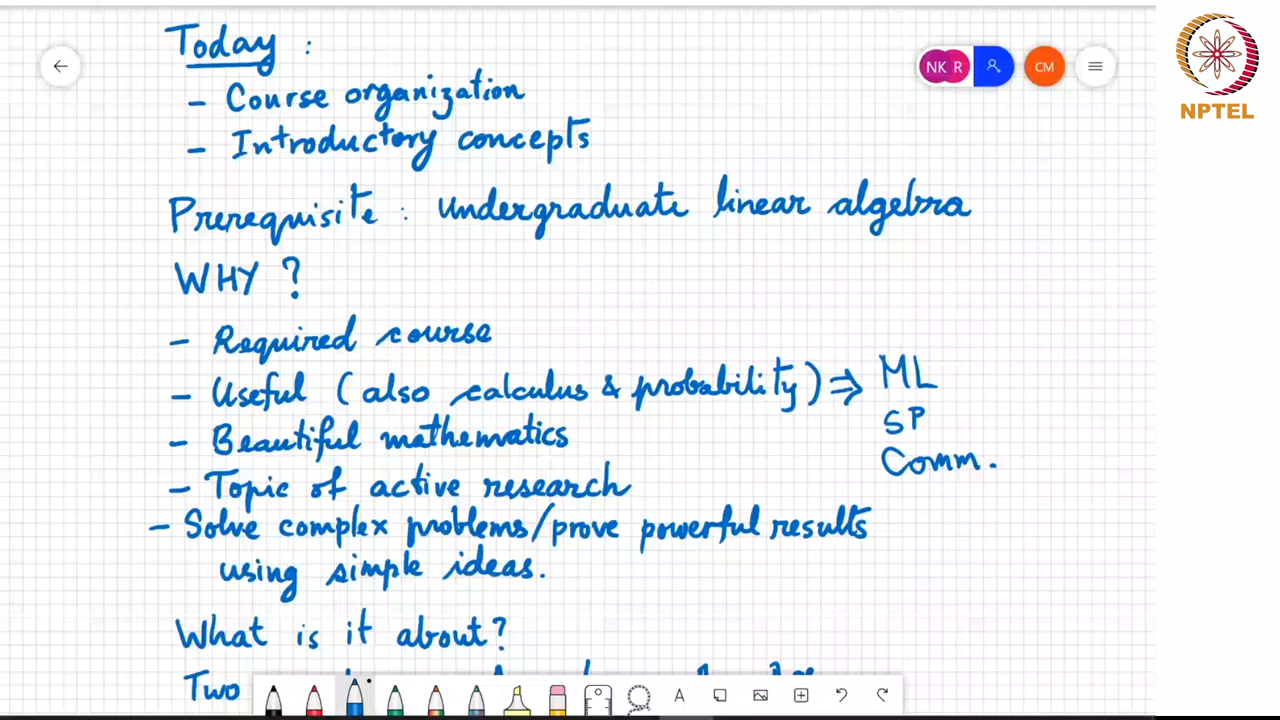 Today :
- Course organization
- Introductory concepts
Prerequisite : undergraduate linear algebra
WHY ?
- Required course
- Useful (also calculus & probability) ⇒ ML
SP
- Beautiful mathematics
Comm.
- Topic of active research
- Solve complex problems/prove powerful results
using simple ideas.
What is it about?
Two
NK R
CM
NPTEL
A